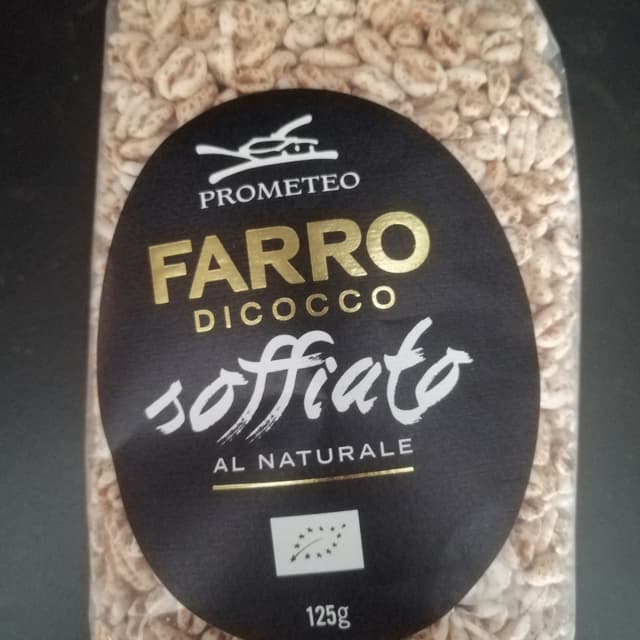 PROMETEO
FARRO
DICOCCO
soffiato
AL NATURALE
125g